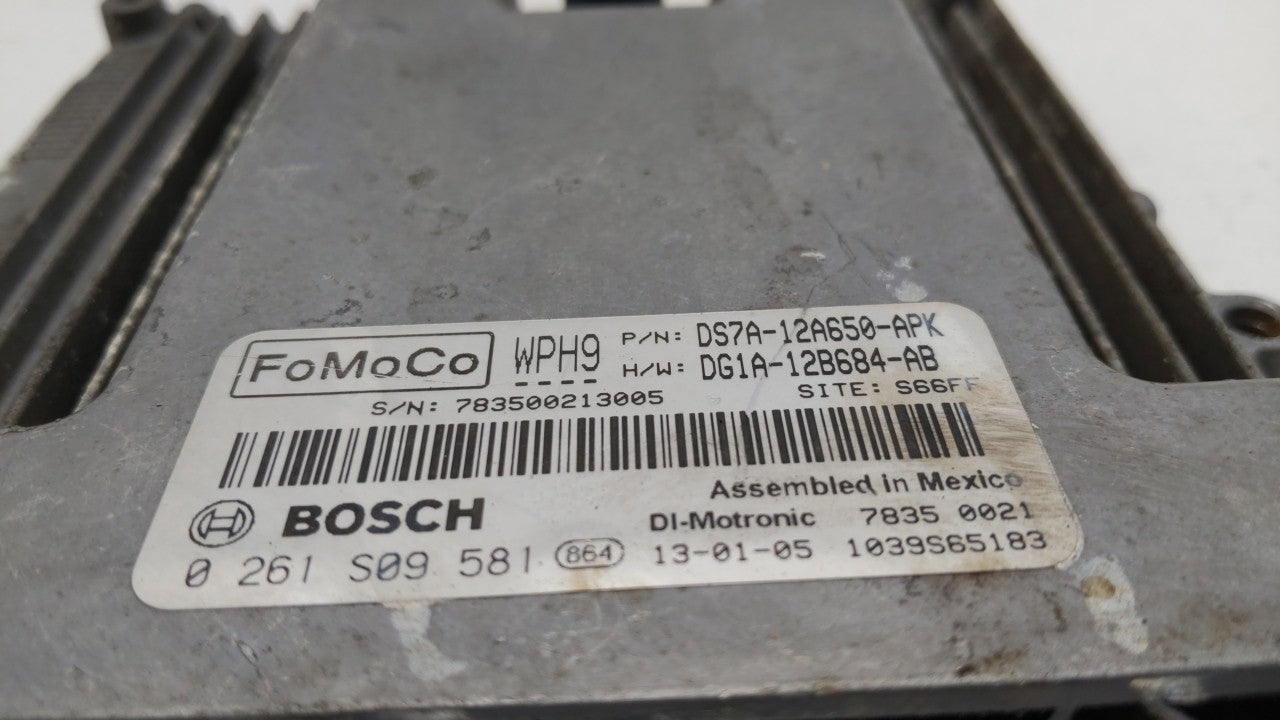 FoMoCo WPH9 P/N: DS7A-12A650-APK
H/W: DG1A-12B684-AB
S/N: 783500213005 SITE: S66FF
Assembled in Mexico
BOSCH DI-Motronic 7835 0021
0 261 S09 581 864 13-01-05 1039S65183